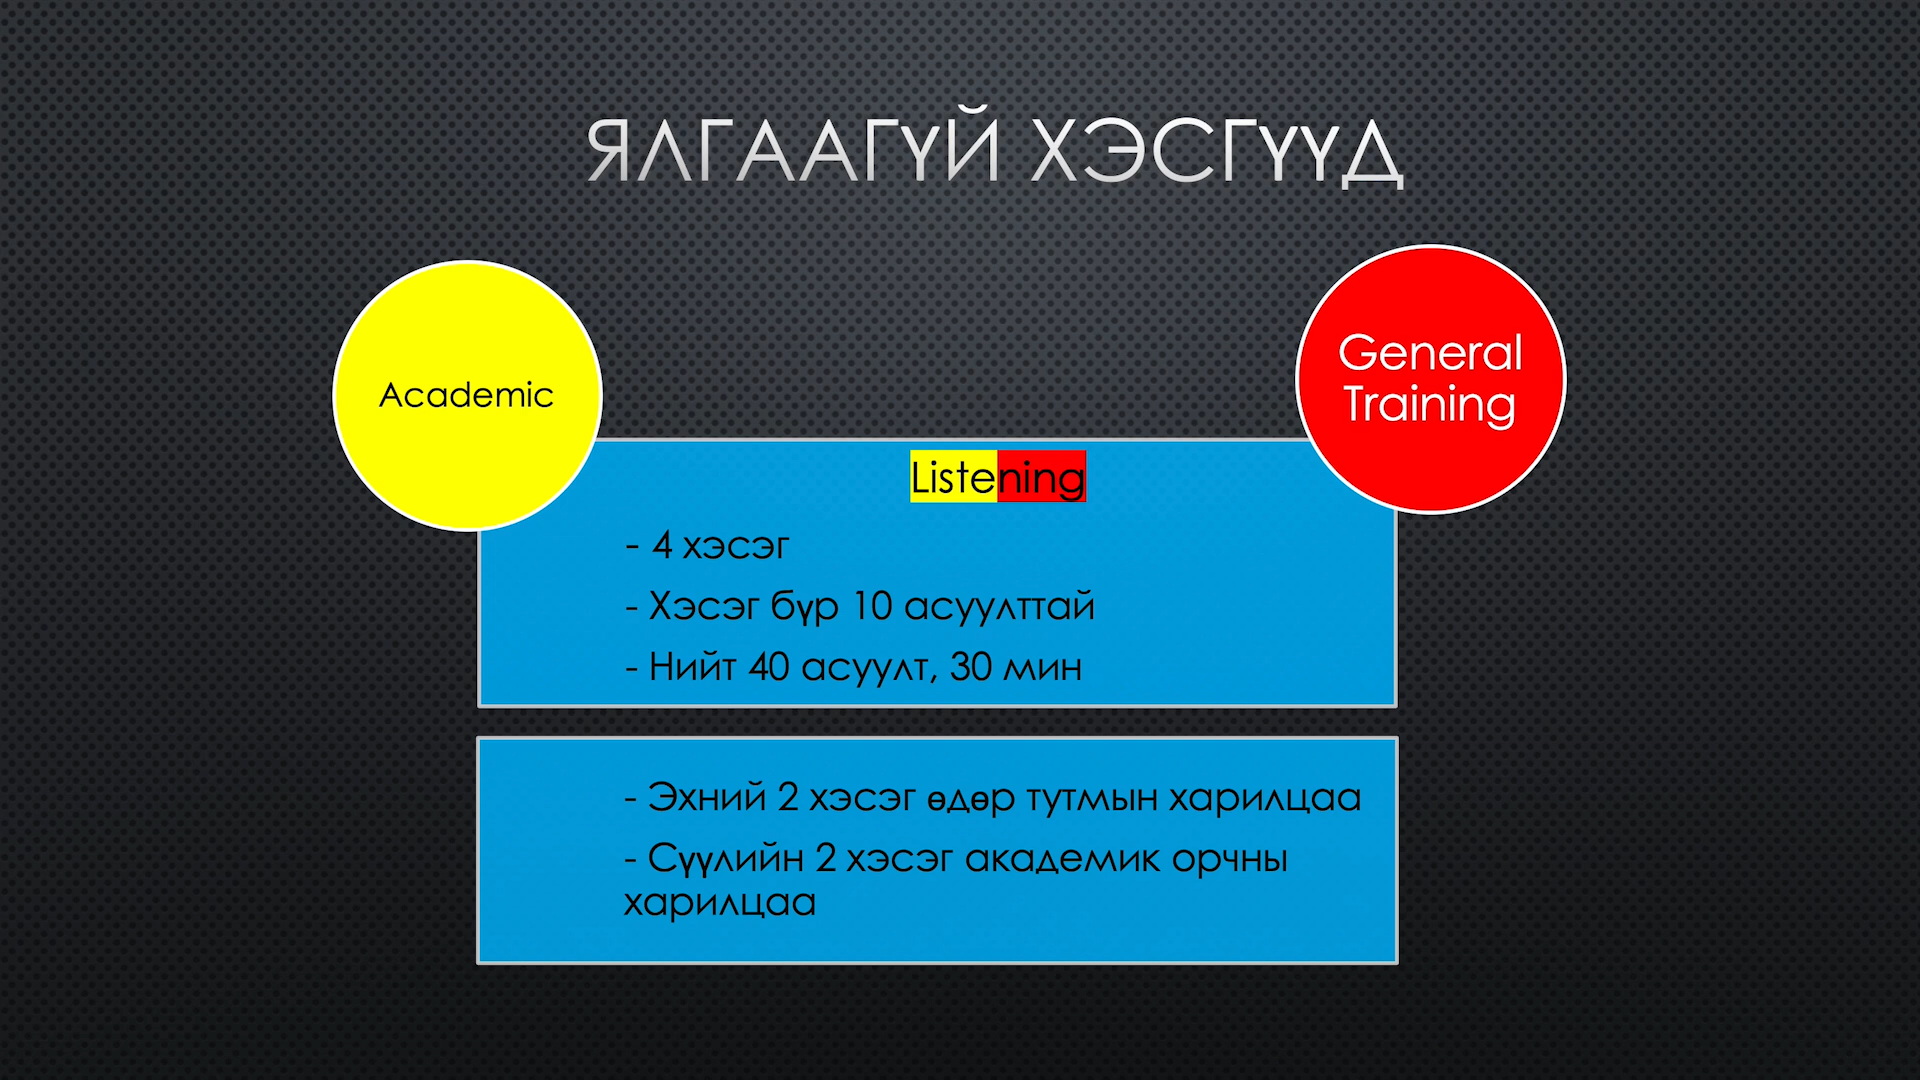 ЯЛГААГҮЙ ХЭСГҮҮД
Academic
General
Training
Listening
- 4 хэсэг
- Хэсэг бүр 10 асуулттай
- Нийт 40 асуулт, 30 мин
- Эхний 2 хэсэг өдөр тутмын харилцаа
- Сүүлийн 2 хэсэг академик орчны
харилцаа